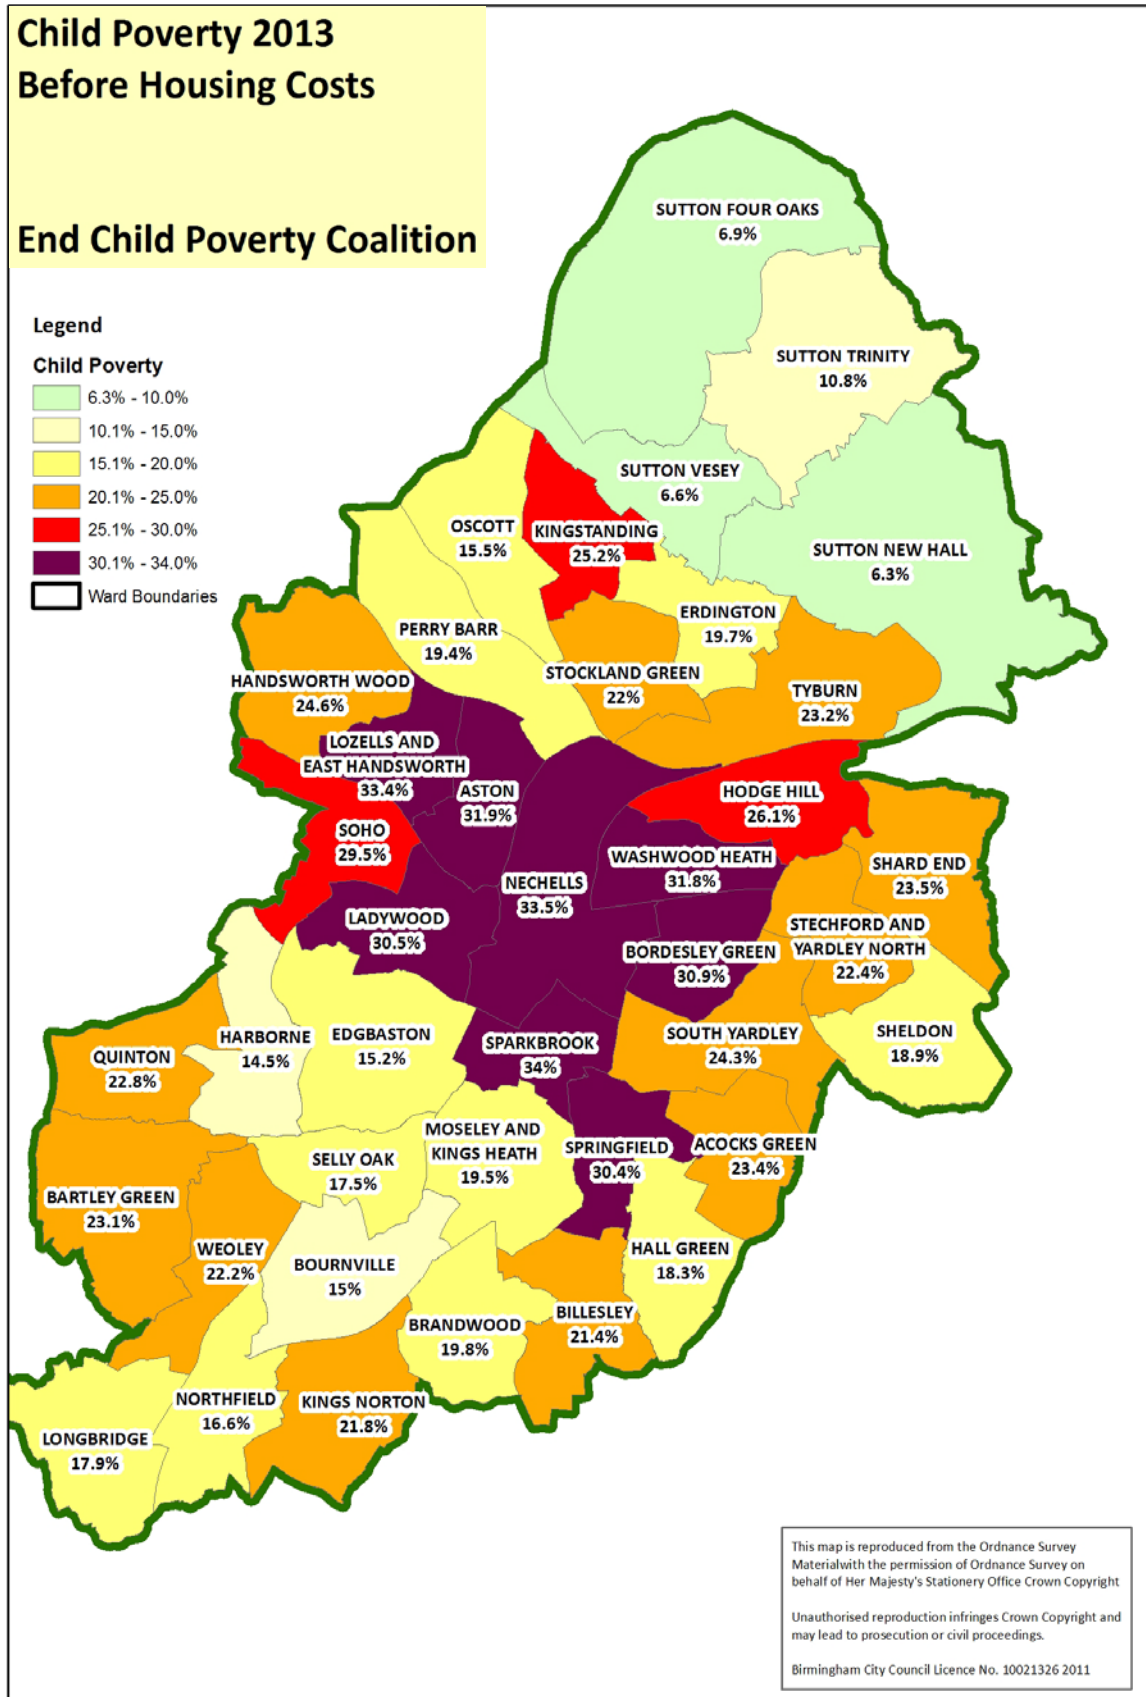 Child Poverty 2013
Before Housing Costs
End Child Poverty Coalition
Legend
Child Poverty
6.3% - 10.0%
10.1% - 15.0%
15.1% - 20.0%
20.1% - 25.0%
25.1% - 30.0%
30.1% - 34.0%
Ward Boundaries
SUTTON FOUR OAKS
6.9%
SUTTON TRINITY
10.8%
SUTTON VESEY
6.6%
SUTTON NEW HALL
6.3%
OSCOTT
15.5%
KINGSTANDING
25.2%
ERDINGTON
19.7%
PERRY BARR
19.4%
STOCKLAND GREEN
22%
TYBURN
23.2%
HANDSWORTH WOOD
24.6%
LOZELLS AND
EAST HANDSWORTH
33.4%
ASTON
31.9%
HODGE HILL
26.1%
SOHO
29.5%
WASHWOOD HEATH
31.8%
SHARD END
23.5%
NECHELLS
33.5%
LADYWOOD
30.5%
STECHFORD AND
YARDLEY NORTH
22.4%
BORDESLEY GREEN
30.9%
HARBORNE
14.5%
EDGBASTON
15.2%
SPARKBROOK
34%
SOUTH YARDLEY
24.3%
SHELDON
18.9%
QUINTON
22.8%
MOSELEY AND
KINGS HEATH
19.5%
SPRINGFIELD
30.4%
ACOCKS GREEN
23.4%
SELLY OAK
17.5%
BARTLEY GREEN
23.1%
WEOLEY
22.2%
BOURNVILLE
15%
HALL GREEN
18.3%
BRANDWOOD
19.8%
BILLESLEY
21.4%
NORTHFIELD
16.6%
KINGS NORTON
21.8%
LONGBRIDGE
17.9%
This map is reproduced from the Ordnance Survey
Materialwith the permission of Ordnance Survey on
behalf of Her Majesty's Stationery Office Crown Copyright
Unauthorised reproduction infringes Crown Copyright and
may lead to prosecution or civil proceedings.
Birmingham City Council Licence No. 10021326 2011